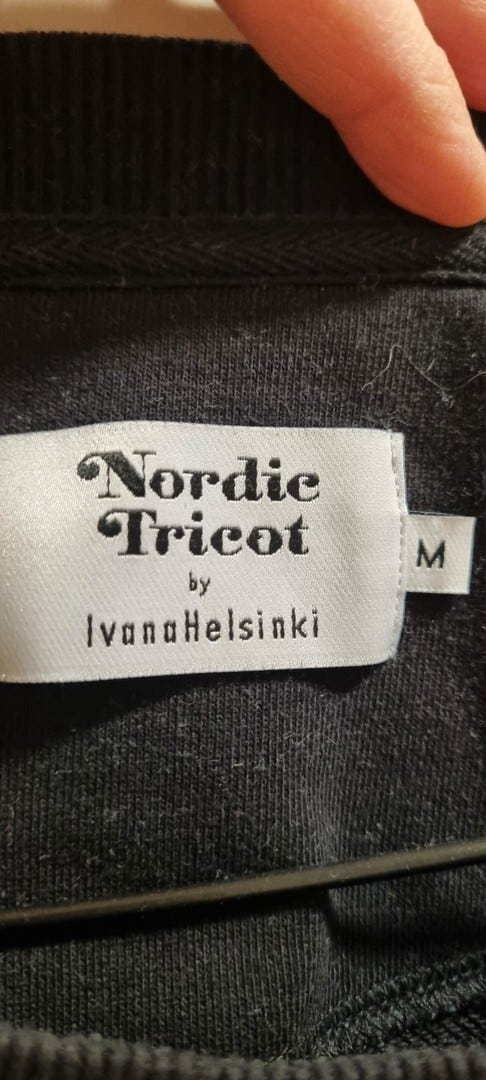 Nordic
Tricot
by
IvanaHelsinki
M